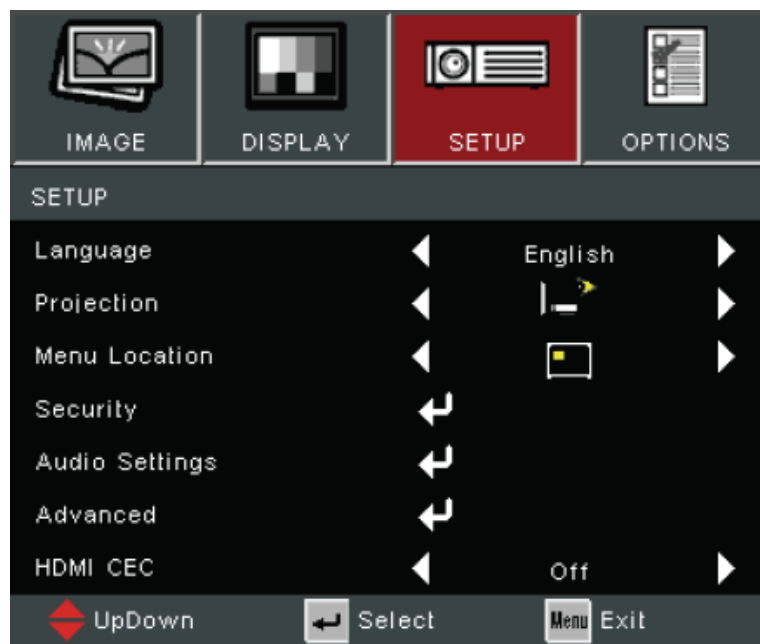 IMAGE DISPLAY SETUP OPTIONS
SETUP
Language English
Projection
Menu Location
Security
Audio Settings
Advanced
HDMI CEC Off
UpDown Select Menu Exit